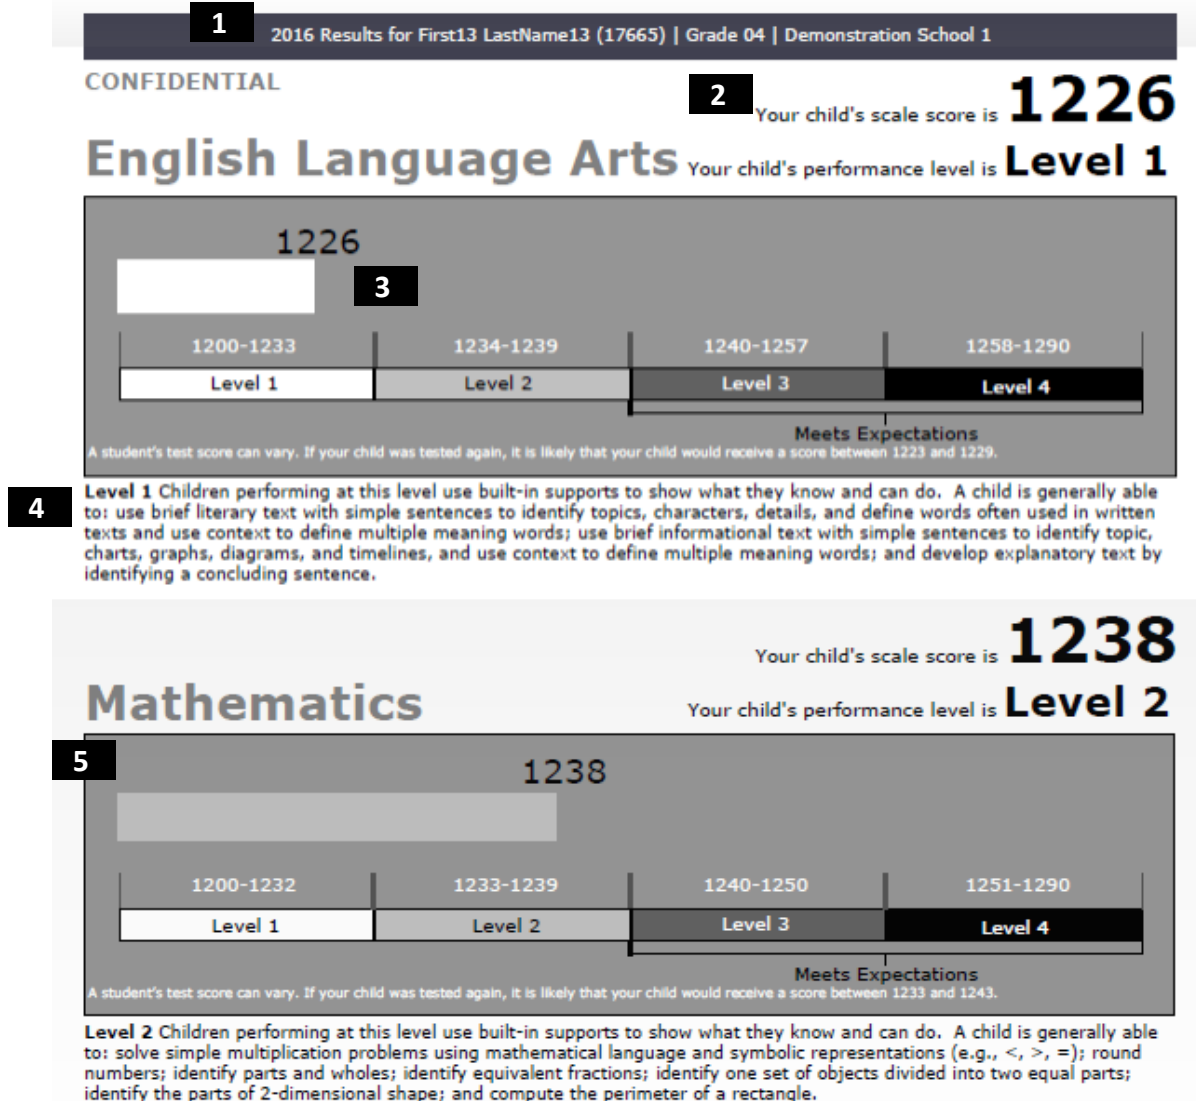 1
2016 Results for First13 LastName13 (17665) | Grade 04 | Demonstration School 1
CONFIDENTIAL
2
Your child's scale score is 1226
English Language Arts
Your child's performance level is Level 1
1226
3
1200-1233 1234-1239 1240-1257 1258-1290
Level 1 Level 2 Level 3 Level 4
Meets Expectations
A student's test score can vary. If your child was tested again, it is likely that your child would receive a score between 1223 and 1229.
4
Level 1 Children performing at this level use built-in supports to show what they know and can do. A child is generally able
to: use brief literary text with simple sentences to identify topics, characters, details, and define words often used in written
texts and use context to define multiple meaning words; use brief informational text with simple sentences to identify topic,
charts, graphs, diagrams, and timelines, and use context to define multiple meaning words; and develop explanatory text by
identifying a concluding sentence.
Your child's scale score is 1238
Mathematics
Your child's performance level is Level 2
5
1238
1200-1232 1233-1239 1240-1250 1251-1290
Level 1 Level 2 Level 3 Level 4
Meets Expectations
A student's test score can vary. If your child was tested again, it is likely that your child would receive a score between 1233 and 1243.
Level 2 Children performing at this level use built-in supports to show what they know and can do. A child is generally able
to: solve simple multiplication problems using mathematical language and symbolic representations (e.g., <, >, =); round
numbers; identify parts and wholes; identify equivalent fractions; identify one set of objects divided into two equal parts;
identify the parts of 2-dimensional shape; and compute the perimeter of a rectangle.